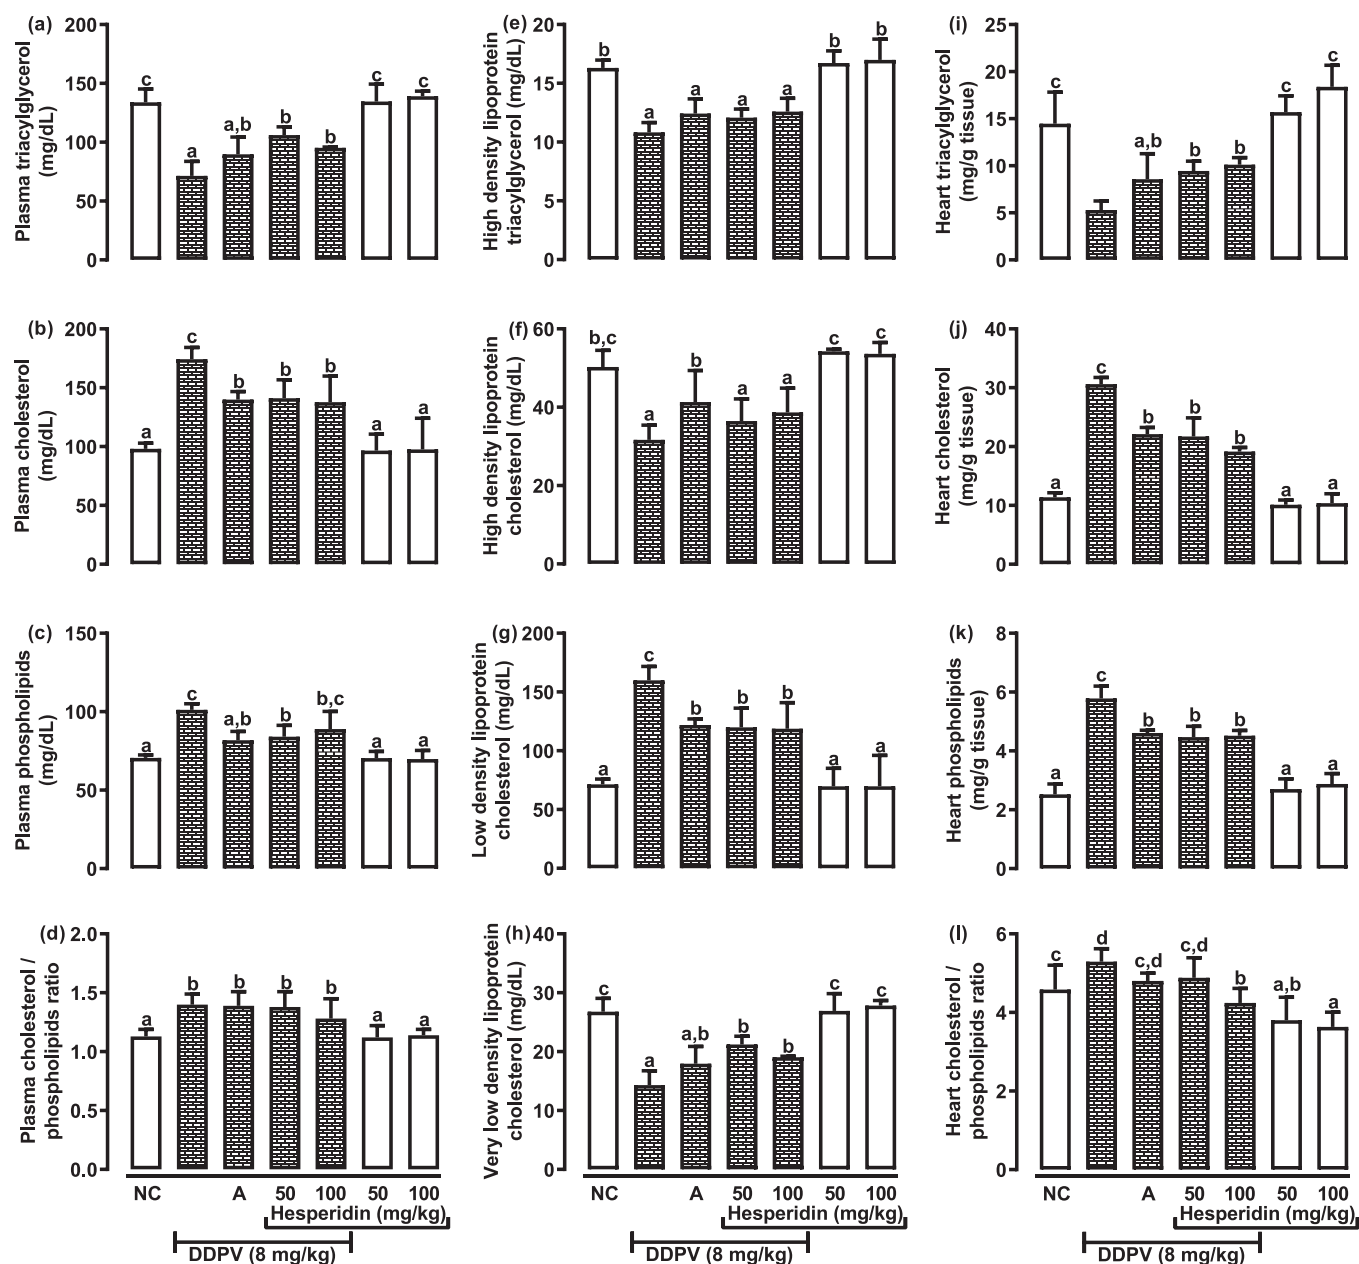 (a)
Plasma triacylglycerol
(mg/dL)
200
150
100
50
0
c
a
a,b
b
b
c
c
(e)
High density lipoprotein
triacylglycerol (mg/dL)
20
15
10
5
0
b
a
a
a
a
b
b
(i)
Heart triacylglycerol
(mg/g tissue)
25
20
15
10
5
0
c
a,b
b
b
c
c
(b)
Plasma cholesterol
(mg/dL)
200
150
100
50
0
a
c
b
b
b
a
a
(f)
High density lipoprotein
cholesterol (mg/dL)
60
40
20
0
b,c
a
b
a
a
c
c
(j)
Heart cholesterol
(mg/g tissue)
40
30
20
10
0
a
c
b
b
b
a
a
(c)
Plasma phospholipids
(mg/dL)
150
100
50
0
a
c
a,b
b
b,c
a
a
(g)
Low density lipoprotein
cholesterol (mg/dL)
200
150
100
50
0
a
c
b
b
b
a
a
(k)
Heart phospholipids
(mg/g tissue)
8
6
4
2
0
a
c
b
b
b
a
a
(d)
Plasma cholesterol /
phospholipids ratio
2.0
1.5
1.0
0.5
0.0
a
b
b
b
b
a
a
NC A 50 100 50 100
Hesperidin (mg/kg)
DDPV (8 mg/kg)
(h)
Very low density lipoprotein
cholesterol (mg/dL)
40
30
20
10
0
c
a
a,b
b
b
c
c
NC A 50 100 50 100
Hesperidin (mg/kg)
DDPV (8 mg/kg)
(l)
Heart cholesterol /
phospholipids ratio
6
4
2
0
c
d
c,d
c,d
b
a,b
a
NC A 50 100 50 100
Hesperidin (mg/kg)
DDPV (8 mg/kg)